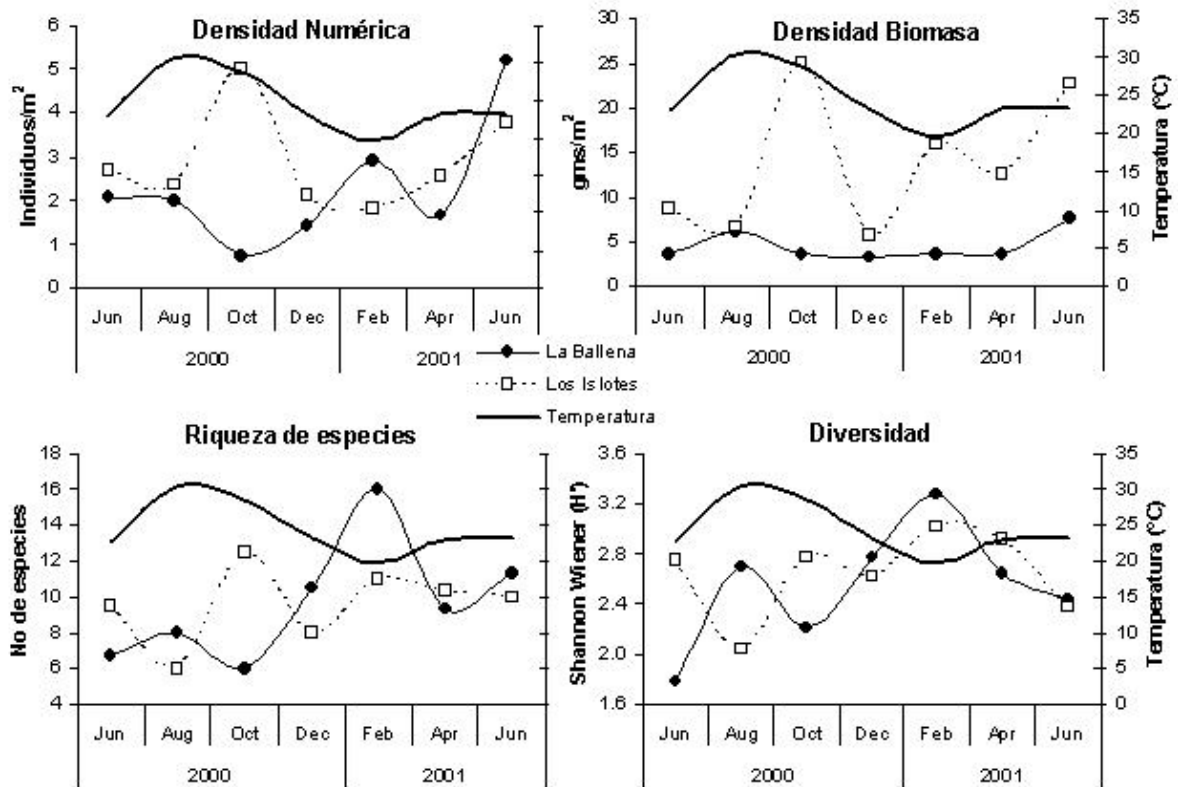 Densidad Numérica
Individuos/m²
6
5
4
3
2
1
0
Jun Aug Oct Dec Feb Apr Jun
2000 2001
Densidad Biomasa
gms/m²
30
25
20
15
10
5
0
35
30
25
20
15
10
5
0
Temperatura (°C)
Jun Aug Oct Dec Feb Apr Jun
2000 2001
La Ballena
Los Islotes
Temperatura
Riqueza de especies
No de especies
18
16
14
12
10
8
6
4
Jun Aug Oct Dec Feb Apr Jun
2000 2001
Diversidad
Shannon Wiener (H')
3.6
3.2
2.8
2.4
2.0
1.6
35
30
25
20
15
10
5
0
Temperatura (°C)
Jun Aug Oct Dec Feb Apr Jun
2000 2001